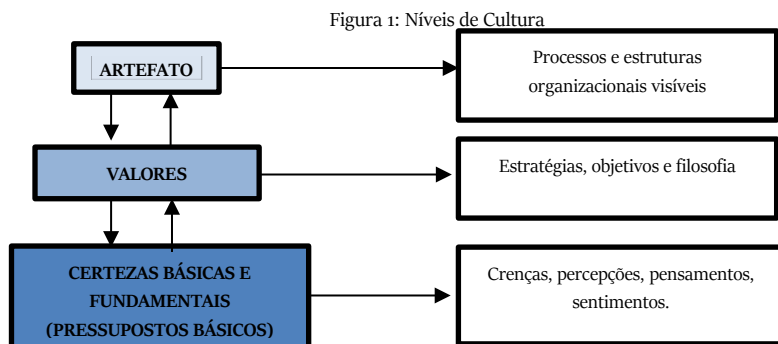 Figura 1: Níveis de Cultura
ARTEFATO
Processos e estruturas
organizacionais visíveis
VALORES
Estratégias, objetivos e filosofia
CERTEZAS BÁSICAS E
FUNDAMENTAIS
(PRESSUPOSTOS BÁSICOS)
Crenças, percepções, pensamentos,
sentimentos.